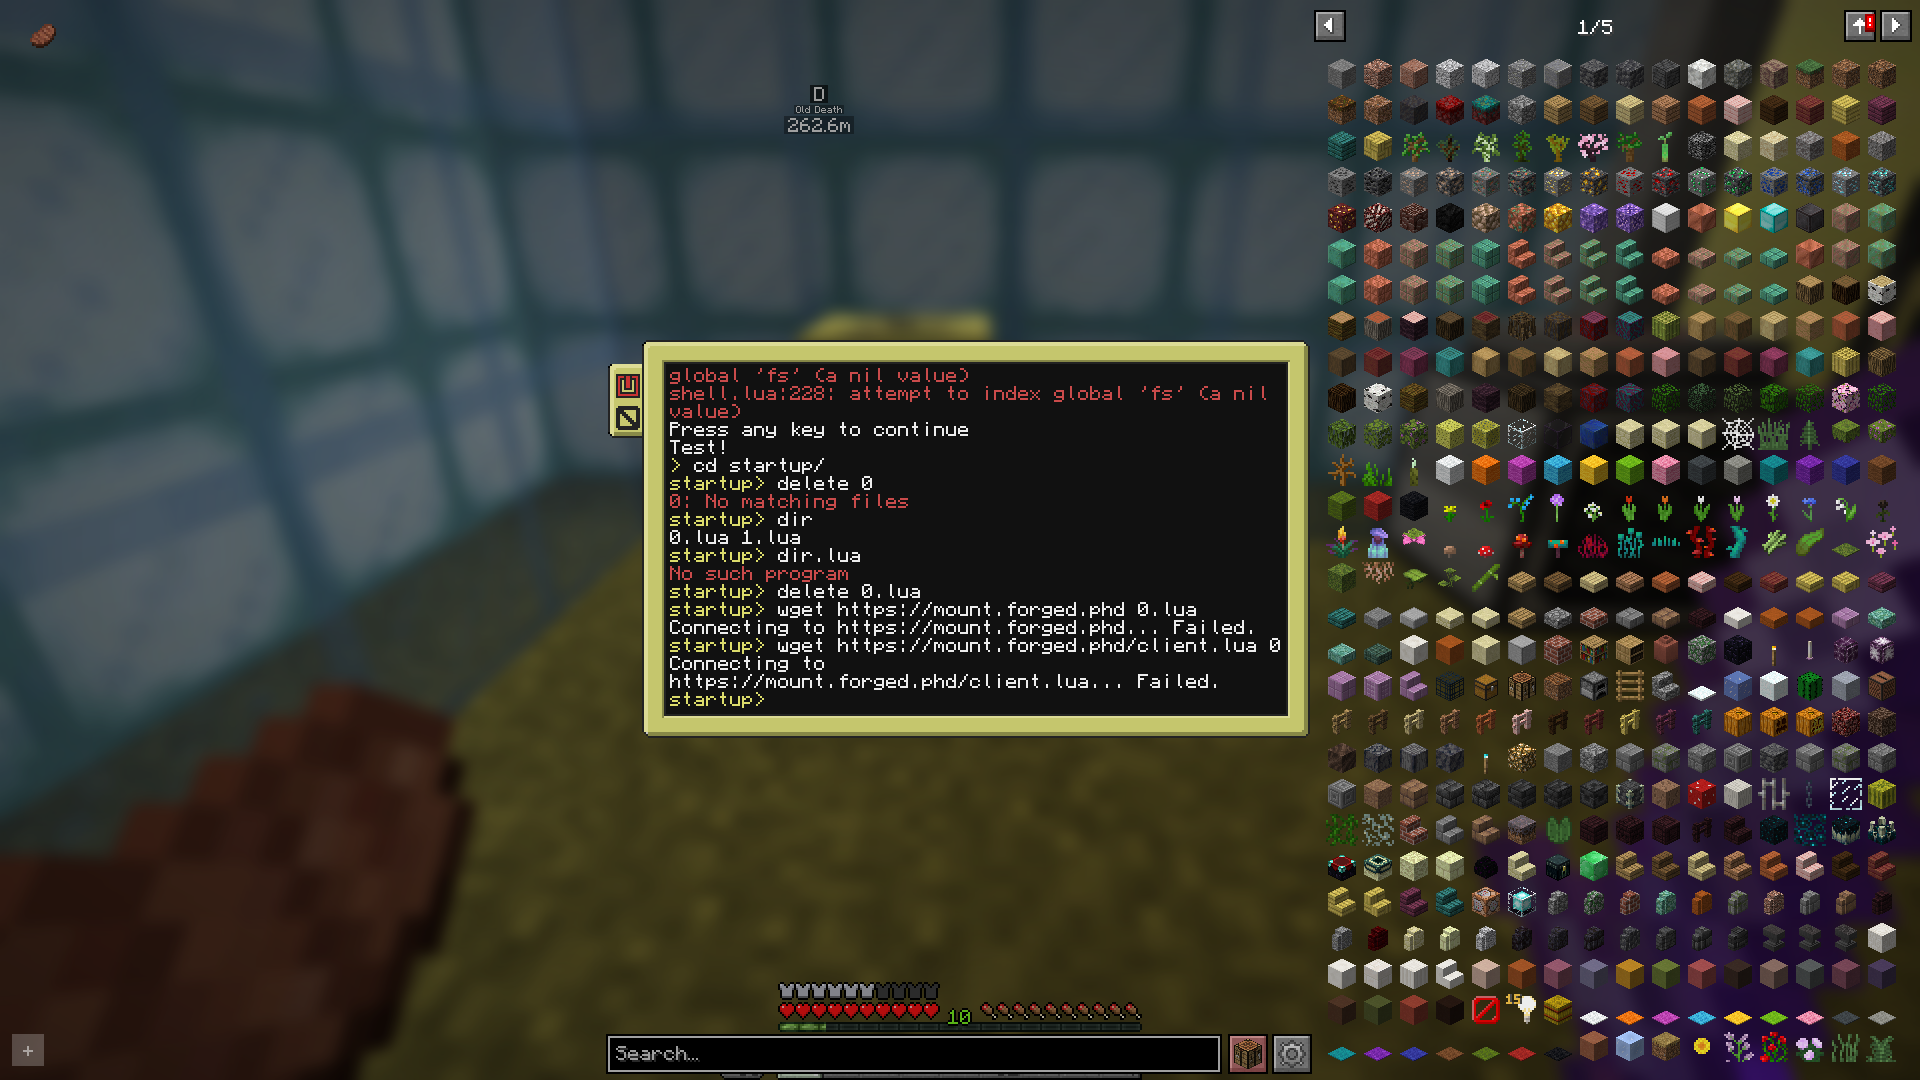 1/5
D
Old Death
262.6m
global 'fs' (a nil value)
shell.lua:228: attempt to index global 'fs' (a nil
value)
Press any key to continue
Test!
> cd startup/
startup> delete 0
0: No matching files
startup> dir
0.lua 1.lua
startup> dir.lua
No such program
startup> delete 0.lua
startup> wget https://mount.forged.phd 0.lua
Connecting to https://mount.forged.phd... Failed.
startup> wget https://mount.forged.phd/client.lua 0
Connecting to
https://mount.forged.phd/client.lua... Failed.
startup>
15
10
Search...